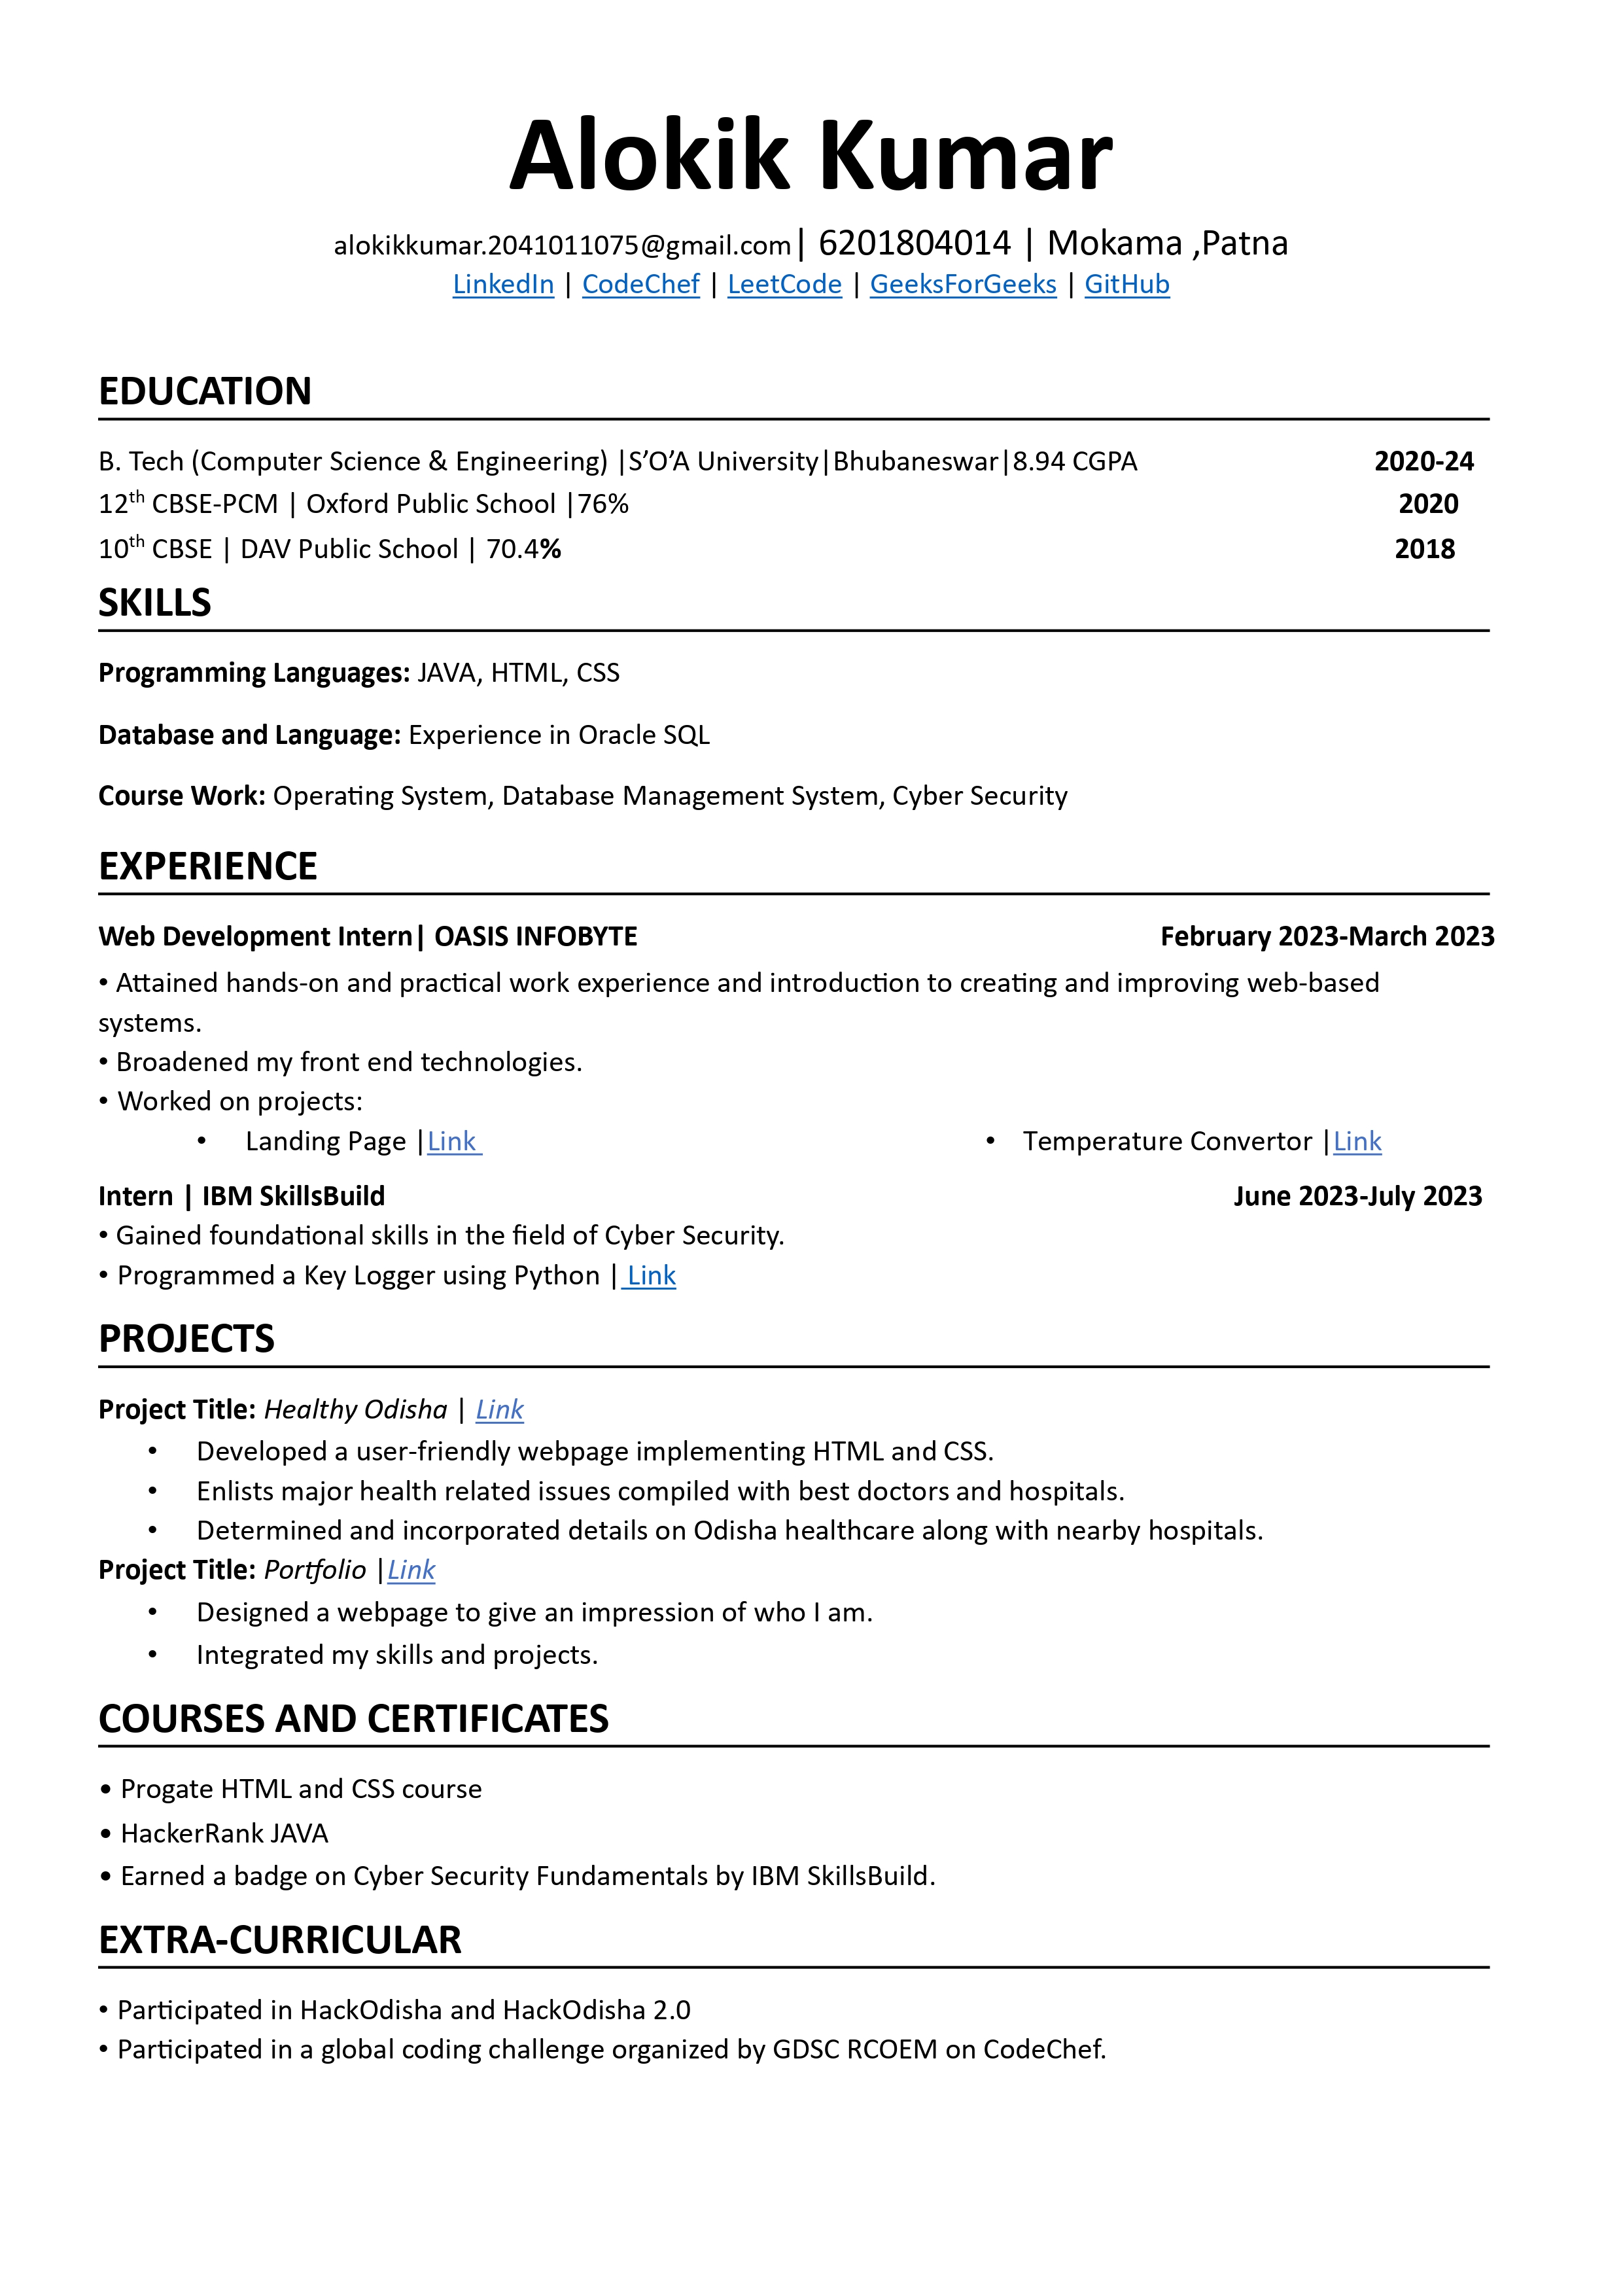 Alokik Kumar
alokikkumar.2041011075@gmail.com| 6201804014 | Mokama ,Patna
LinkedIn | CodeChef | LeetCode | GeeksForGeeks | GitHub
EDUCATION
B. Tech (Computer Science & Engineering) |S’O’A University|Bhubaneswar|8.94 CGPA 2020-24
12th CBSE-PCM | Oxford Public School |76% 2020
10th CBSE | DAV Public School | 70.4% 2018
SKILLS
Programming Languages: JAVA, HTML, CSS
Database and Language: Experience in Oracle SQL
Course Work: Operating System, Database Management System, Cyber Security
EXPERIENCE
Web Development Intern| OASIS INFOBYTE February 2023-March 2023
• Attained hands-on and practical work experience and introduction to creating and improving web-based
systems.
• Broadened my front end technologies.
• Worked on projects:
• Landing Page |Link • Temperature Convertor |Link
Intern | IBM SkillsBuild June 2023-July 2023
• Gained foundational skills in the field of Cyber Security.
• Programmed a Key Logger using Python | Link
PROJECTS
Project Title: Healthy Odisha | Link
• Developed a user-friendly webpage implementing HTML and CSS.
• Enlists major health related issues compiled with best doctors and hospitals.
• Determined and incorporated details on Odisha healthcare along with nearby hospitals.
Project Title: Portfolio |Link
• Designed a webpage to give an impression of who I am.
• Integrated my skills and projects.
COURSES AND CERTIFICATES
• Progate HTML and CSS course
• HackerRank JAVA
• Earned a badge on Cyber Security Fundamentals by IBM SkillsBuild.
EXTRA-CURRICULAR
• Participated in HackOdisha and HackOdisha 2.0
• Participated in a global coding challenge organized by GDSC RCOEM on CodeChef.